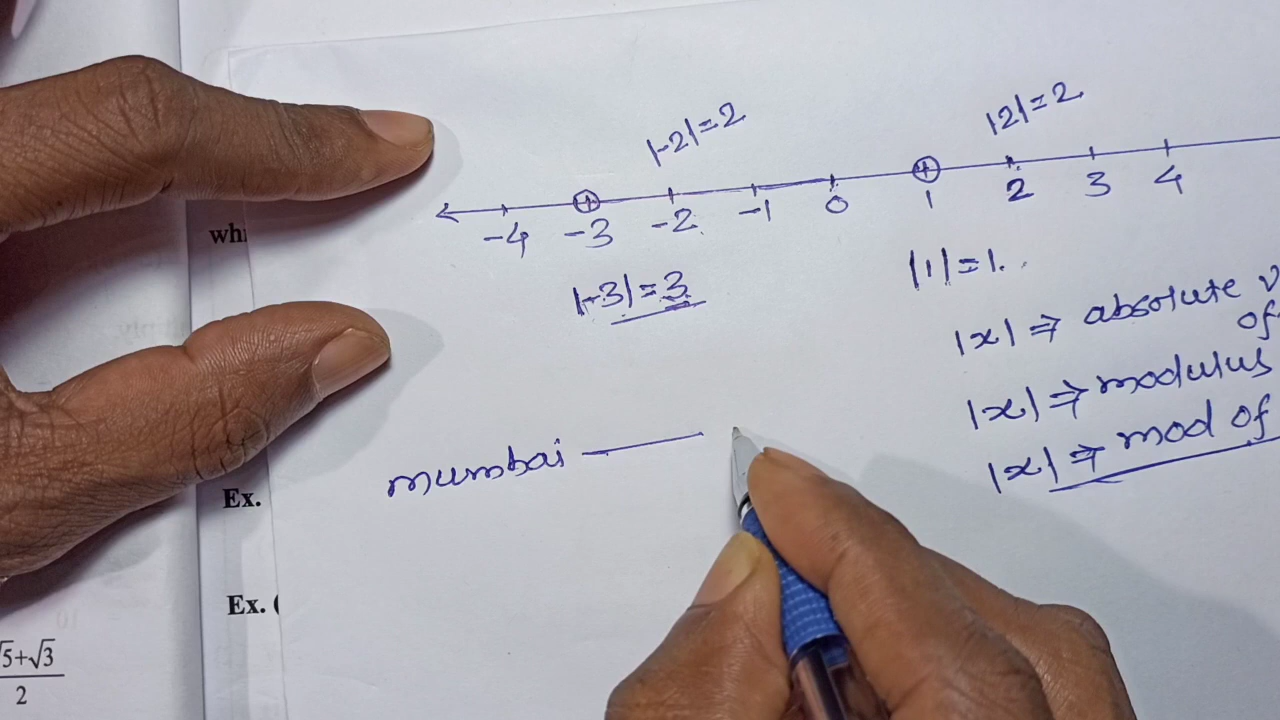 |-2|=2
|2|=2
-4 -3 -2 -1 0 1 2 3 4
|-3|=3
|1|=1.
|x| ⇒ absolute
of
|x| ⇒ modulus
|x| ⇒ mod of
mumbai
Ex.
Ex.
√5+√3
2